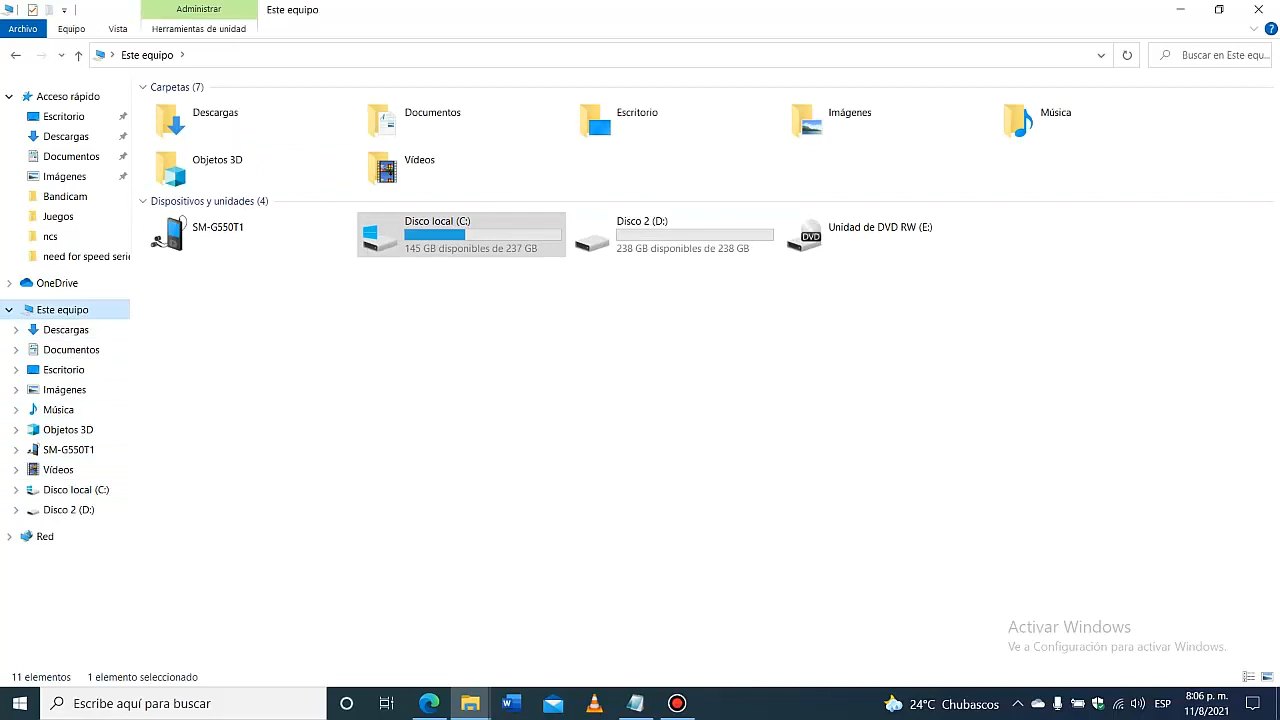 Administrar
Este equipo
Archivo
Equipo
Vista
Herramientas de unidad
Este equipo
Buscar en Este equ...
Acceso rápido
Escritorio
Descargas
Documentos
Imágenes
Bandicam
Juegos
ncs
need for speed serie
OneDrive
Este equipo
Descargas
Documentos
Escritorio
Imágenes
Música
Objetos 3D
SM-G550T1
Vídeos
Disco local (C:)
Disco 2 (D:)
Red
Carpetas (7)
Descargas
Documentos
Escritorio
Imágenes
Música
Objetos 3D
Vídeos
Dispositivos y unidades (4)
SM-G550T1
Disco local (C:)
145 GB disponibles de 237 GB
Disco 2 (D:)
238 GB disponibles de 238 GB
DVD
Unidad de DVD RW (E:)
Activar Windows
Ve a Configuración para activar Windows.
11 elementos
1 elemento seleccionado
Escribe aquí para buscar
24°C Chubascos
ESP
8:06 p. m.
11/8/2021